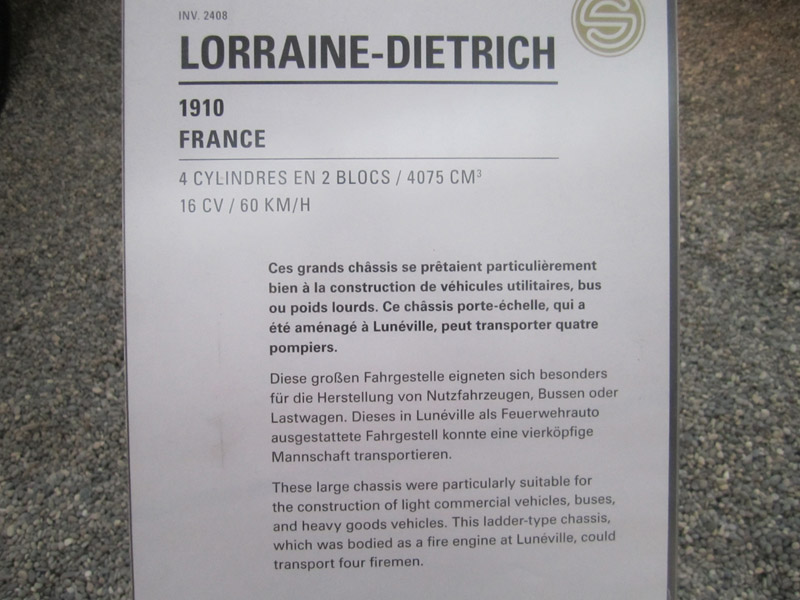 INV. 2408
S
LORRAINE-DIETRICH
1910
FRANCE
4 CYLINDRES EN 2 BLOCS / 4075 CM³
16 CV / 60 KM/H
Ces grands châssis se prêtaient particulièrement
bien à la construction de véhicules utilitaires, bus
ou poids lourds. Ce châssis porte-échelle, qui a
été aménagé à Lunéville, peut transporter quatre
pompiers.
Diese großen Fahrgestelle eigneten sich besonders
für die Herstellung von Nutzfahrzeugen, Bussen oder
Lastwagen. Dieses in Lunéville als Feuerwehrauto
ausgestattete Fahrgestell konnte eine vierköpfige
Mannschaft transportieren.
These large chassis were particularly suitable for
the construction of light commercial vehicles, buses,
and heavy goods vehicles. This ladder-type chassis,
which was bodied as a fire engine at Lunéville, could
transport four firemen.